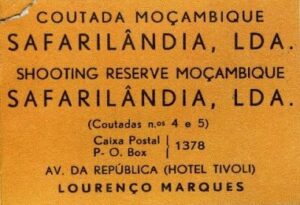 COUTADA MOÇAMBIQUE
SAFARILÂNDIA, LDA.
SHOOTING RESERVE MOÇAMBIQUE
SAFARILÂNDIA, LDA.
(Coutadas n.os 4 e 5)
Caixa Postal
P- O. Box } 1378
AV. DA REPÚBLICA (HOTEL TIVOLI)
LOURENÇO MARQUES